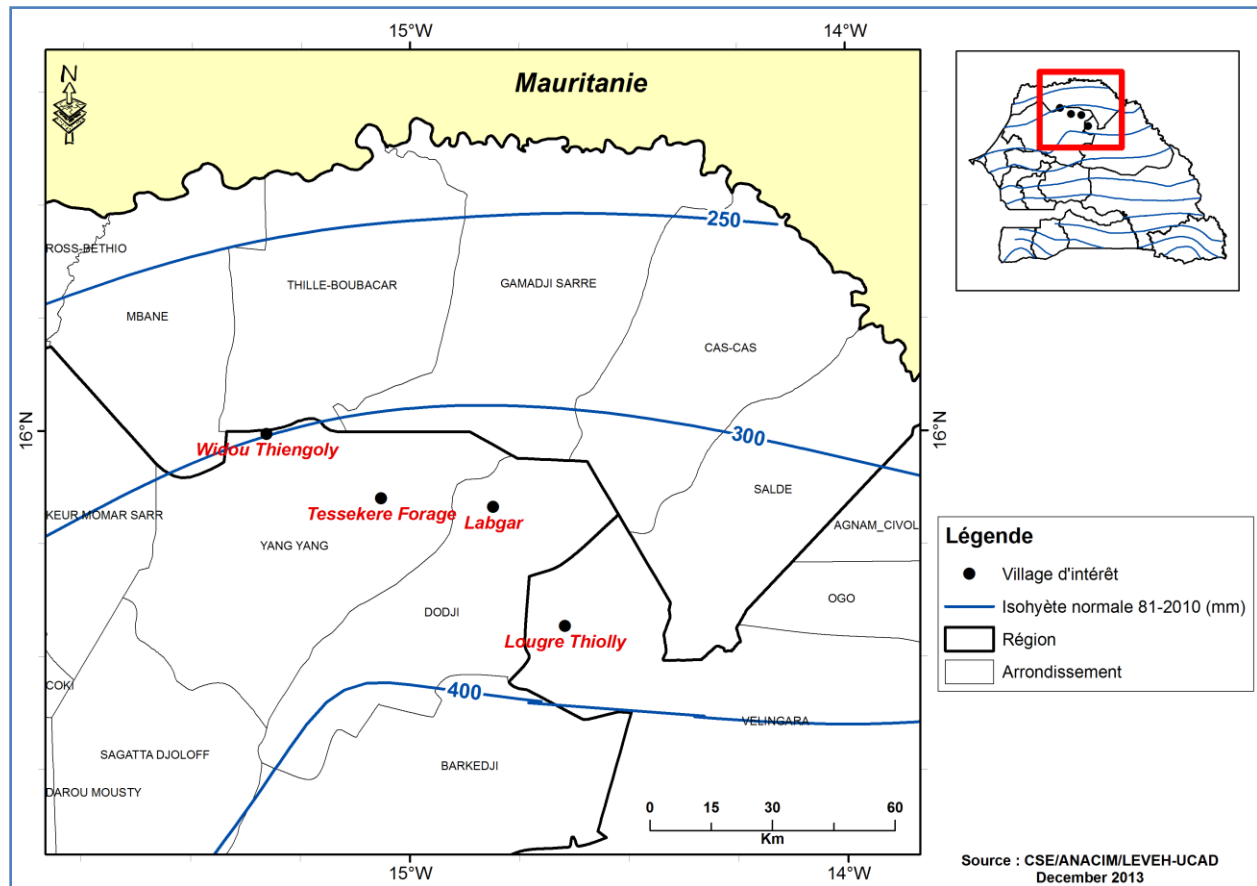 15°W
14°W
N
Mauritanie
250
ROSS-BETHIO
THILLE-BOUBACAR
GAMADJI SARRE
MBANE
CAS-CAS
16°N
16°N
300
Widou Thiengoly
SALDE
Tessekere Forage
Labgar
KEUR MOMAR SARR
AGNAM_CIVOL
YANG YANG
OGO
DODJI
Lougre Thiolly
COKI
400
VELINGARA
SAGATTA DJOLOFF
BARKEDJI
DAROU MOUSTY
0 15 30 60
Km
15°W
14°W
Légende
Village d'intérêt
Isohyète normale 81-2010 (mm)
Région
Arrondissement
Source : CSE/ANACIM/LEVEH-UCAD
December 2013